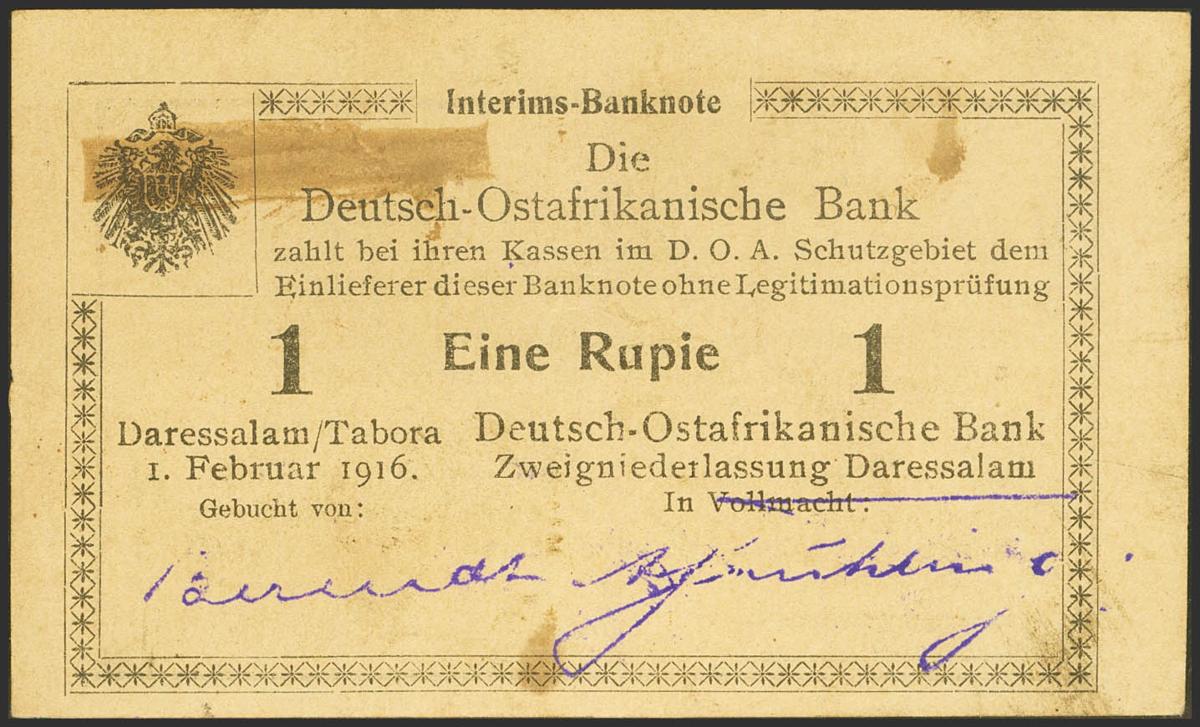 Interims-Banknote
Die
Deutsch-Ostafrikanische Bank
zahlt bei ihren Kassen im D. O. A. Schutzgebiet dem
Einlieferer dieser Banknote ohne Legitimationsprüfung
1 Eine Rupie 1
Daressalam/Tabora
1. Februar 1916.
Gebucht von:
Deutsch-Ostafrikanische Bank
Zweigniederlassung Daressalam
In Vollmacht: